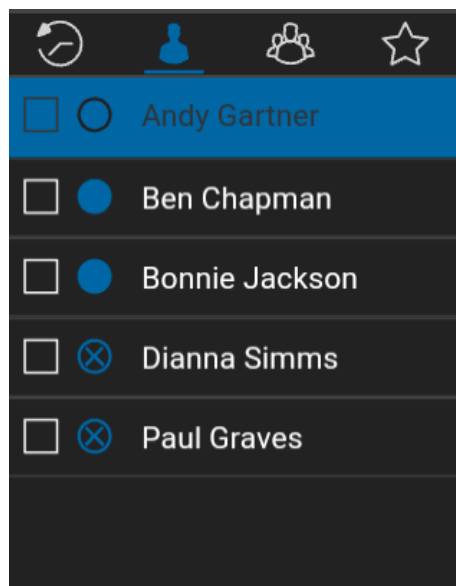 Andy Gartner
Ben Chapman
Bonnie Jackson
Dianna Simms
Paul Graves